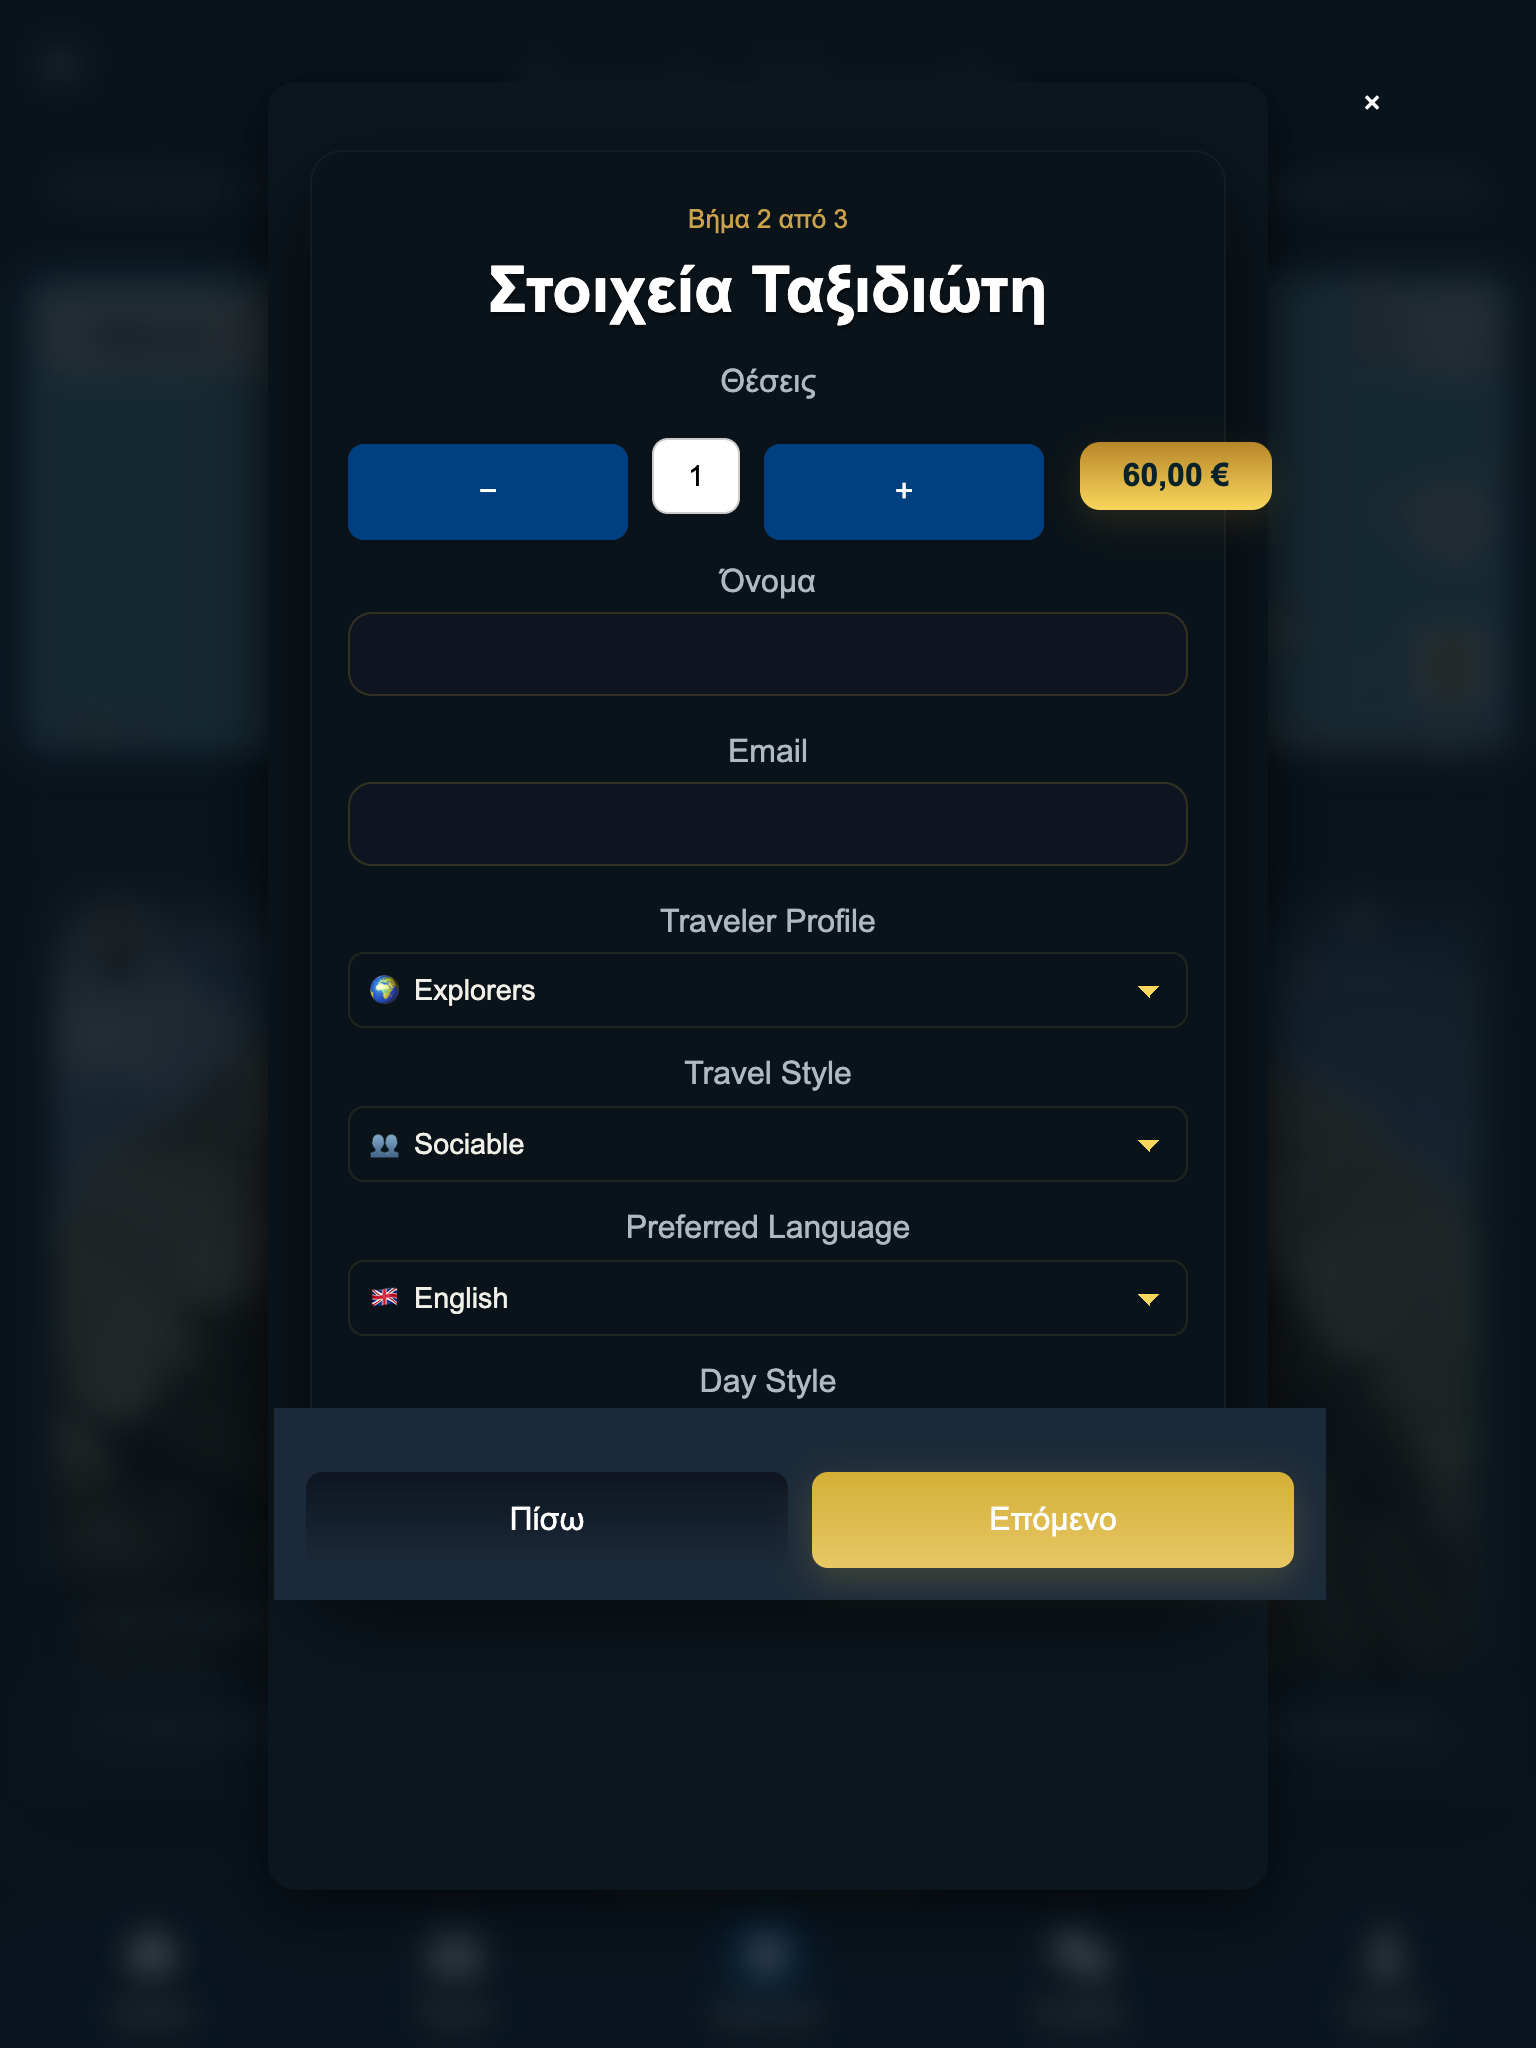 ×
Βήμα 2 από 3
Στοιχεία Ταξιδιώτη
Θέσεις
− 1 + 60,00 €
Όνομα
Email
Traveler Profile
🌍 Explorers
Travel Style
👥 Sociable
Preferred Language
🇬🇧 English
Day Style
Πίσω Επόμενο